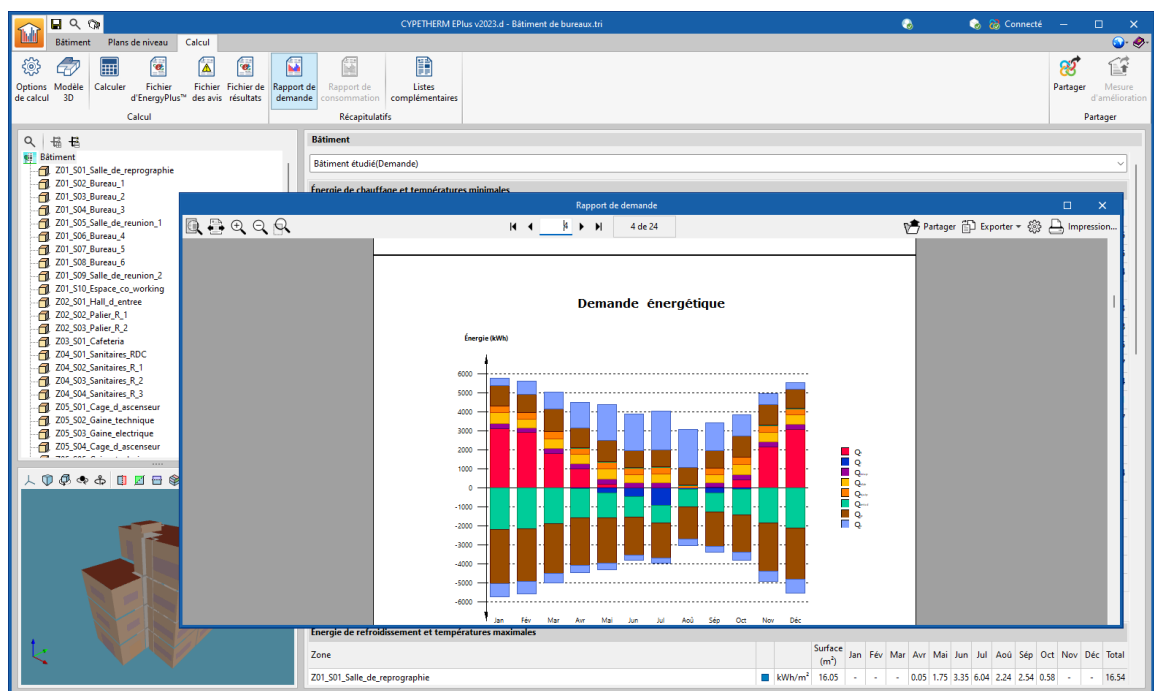 CYPETHERM EPlus v2023.d - Bâtiment de bureaux.tri
Connecté
Bâtiment Plans de niveau Calcul
Options de calcul
Modèle 3D
Calculer
Fichier d'EnergyPlus™
Fichier des avis
Fichier de résultats
Rapport de demande
Rapport de consommation
Listes complémentaires
Partager
Mesure d'amélioration
Calcul
Récapitulatifs
Partager
Bâtiment
Z01_S01_Salle_de_reprographie
Z01_S02_Bureau_1
Z01_S03_Bureau_2
Z01_S04_Bureau_3
Z01_S05_Salle_de_reunion_1
Z01_S06_Bureau_4
Z01_S07_Bureau_5
Z01_S08_Bureau_6
Z01_S09_Salle_de_reunion_2
Z01_S10_Espace_co_working
Z02_S01_Hall_d_entree
Z02_S02_Palier_R_1
Z02_S03_Palier_R_2
Z03_S01_Cafeteria
Z04_S01_Sanitaires_RDC
Z04_S02_Sanitaires_R_1
Z04_S03_Sanitaires_R_2
Z04_S04_Sanitaires_R_3
Z05_S01_Cage_d_ascenseur
Z05_S02_Gaine_technique
Z05_S03_Gaine_electrique
Z05_S04_Cage_d_ascenseur
Bâtiment
Bâtiment étudié(Demande)
Énergie de chauffage et températures minimales
Rapport de demande
4
4 de 24
Partager
Exporter
Impression...
Demande énergétique
Énergie (kWh)
6000
5000
4000
3000
2000
1000
0
-1000
-2000
-3000
-4000
-5000
-6000
Jan Fév Mar Avr Mai Jun Jul Aoû Sép Oct Nov Déc
Énergie de refroidissement et températures maximales
Zone Surface (m²) Jan Fév Mar Avr Mai Jun Jul Aoû Sép Oct Nov Déc Total
Z01_S01_Salle_de_reprographie kWh/m² 16.05 - - - 0.05 1.75 3.35 6.04 2.24 2.54 0.58 - - 16.54